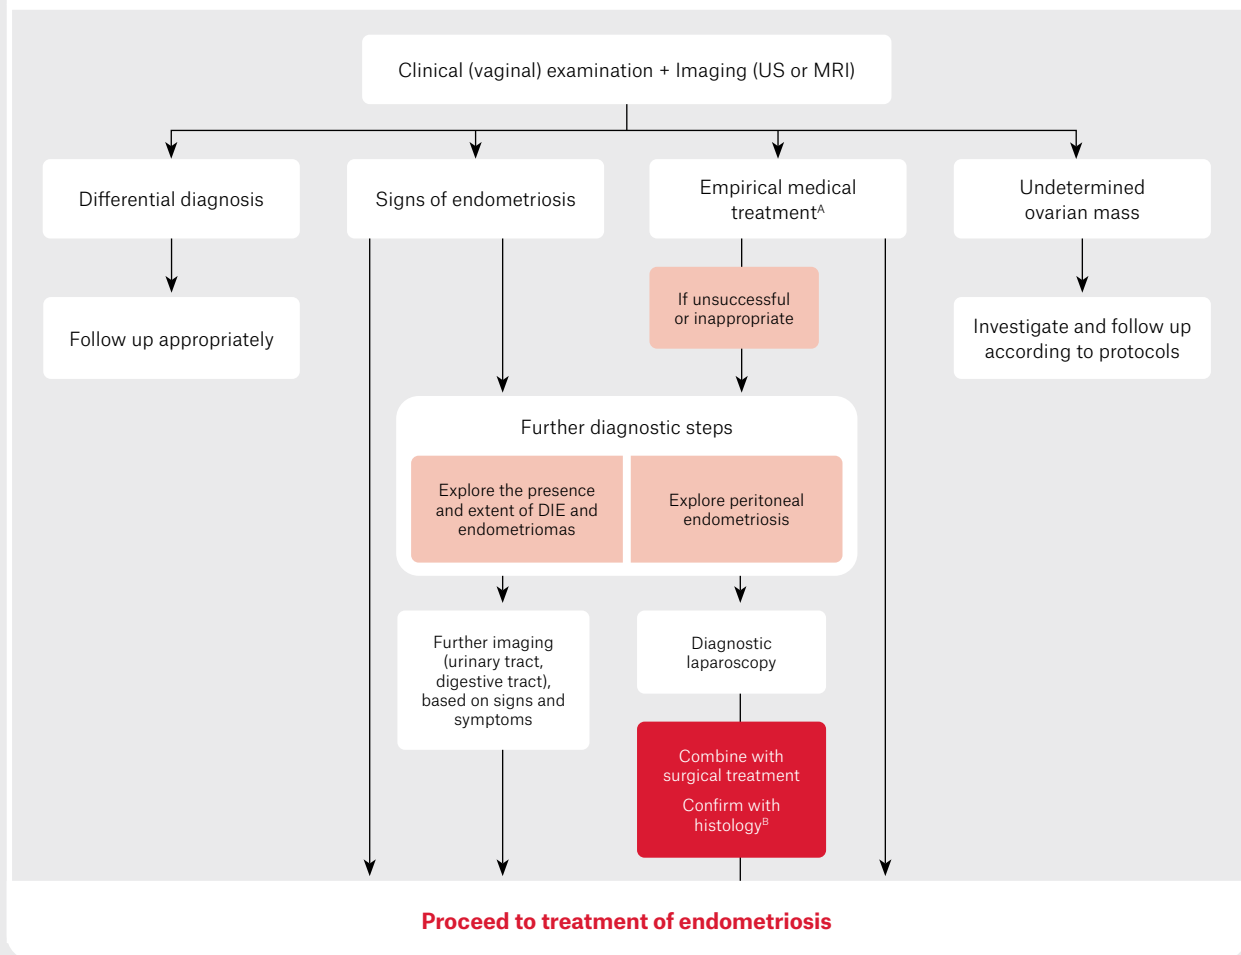 Clinical (vaginal) examination + Imaging (US or MRI)
Differential diagnosis
Signs of endometriosis
Empirical medical
treatmentᴬ
Undetermined
ovarian mass
Follow up appropriately
If unsuccessful
or inappropriate
Investigate and follow up
according to protocols
Further diagnostic steps
Explore the presence
and extent of DIE and
endometriomas
Explore peritoneal
endometriosis
Further imaging
(urinary tract,
digestive tract),
based on signs and
symptoms
Diagnostic
laparoscopy
Combine with
surgical treatment
Confirm with
histologyᴮ
Proceed to treatment of endometriosis